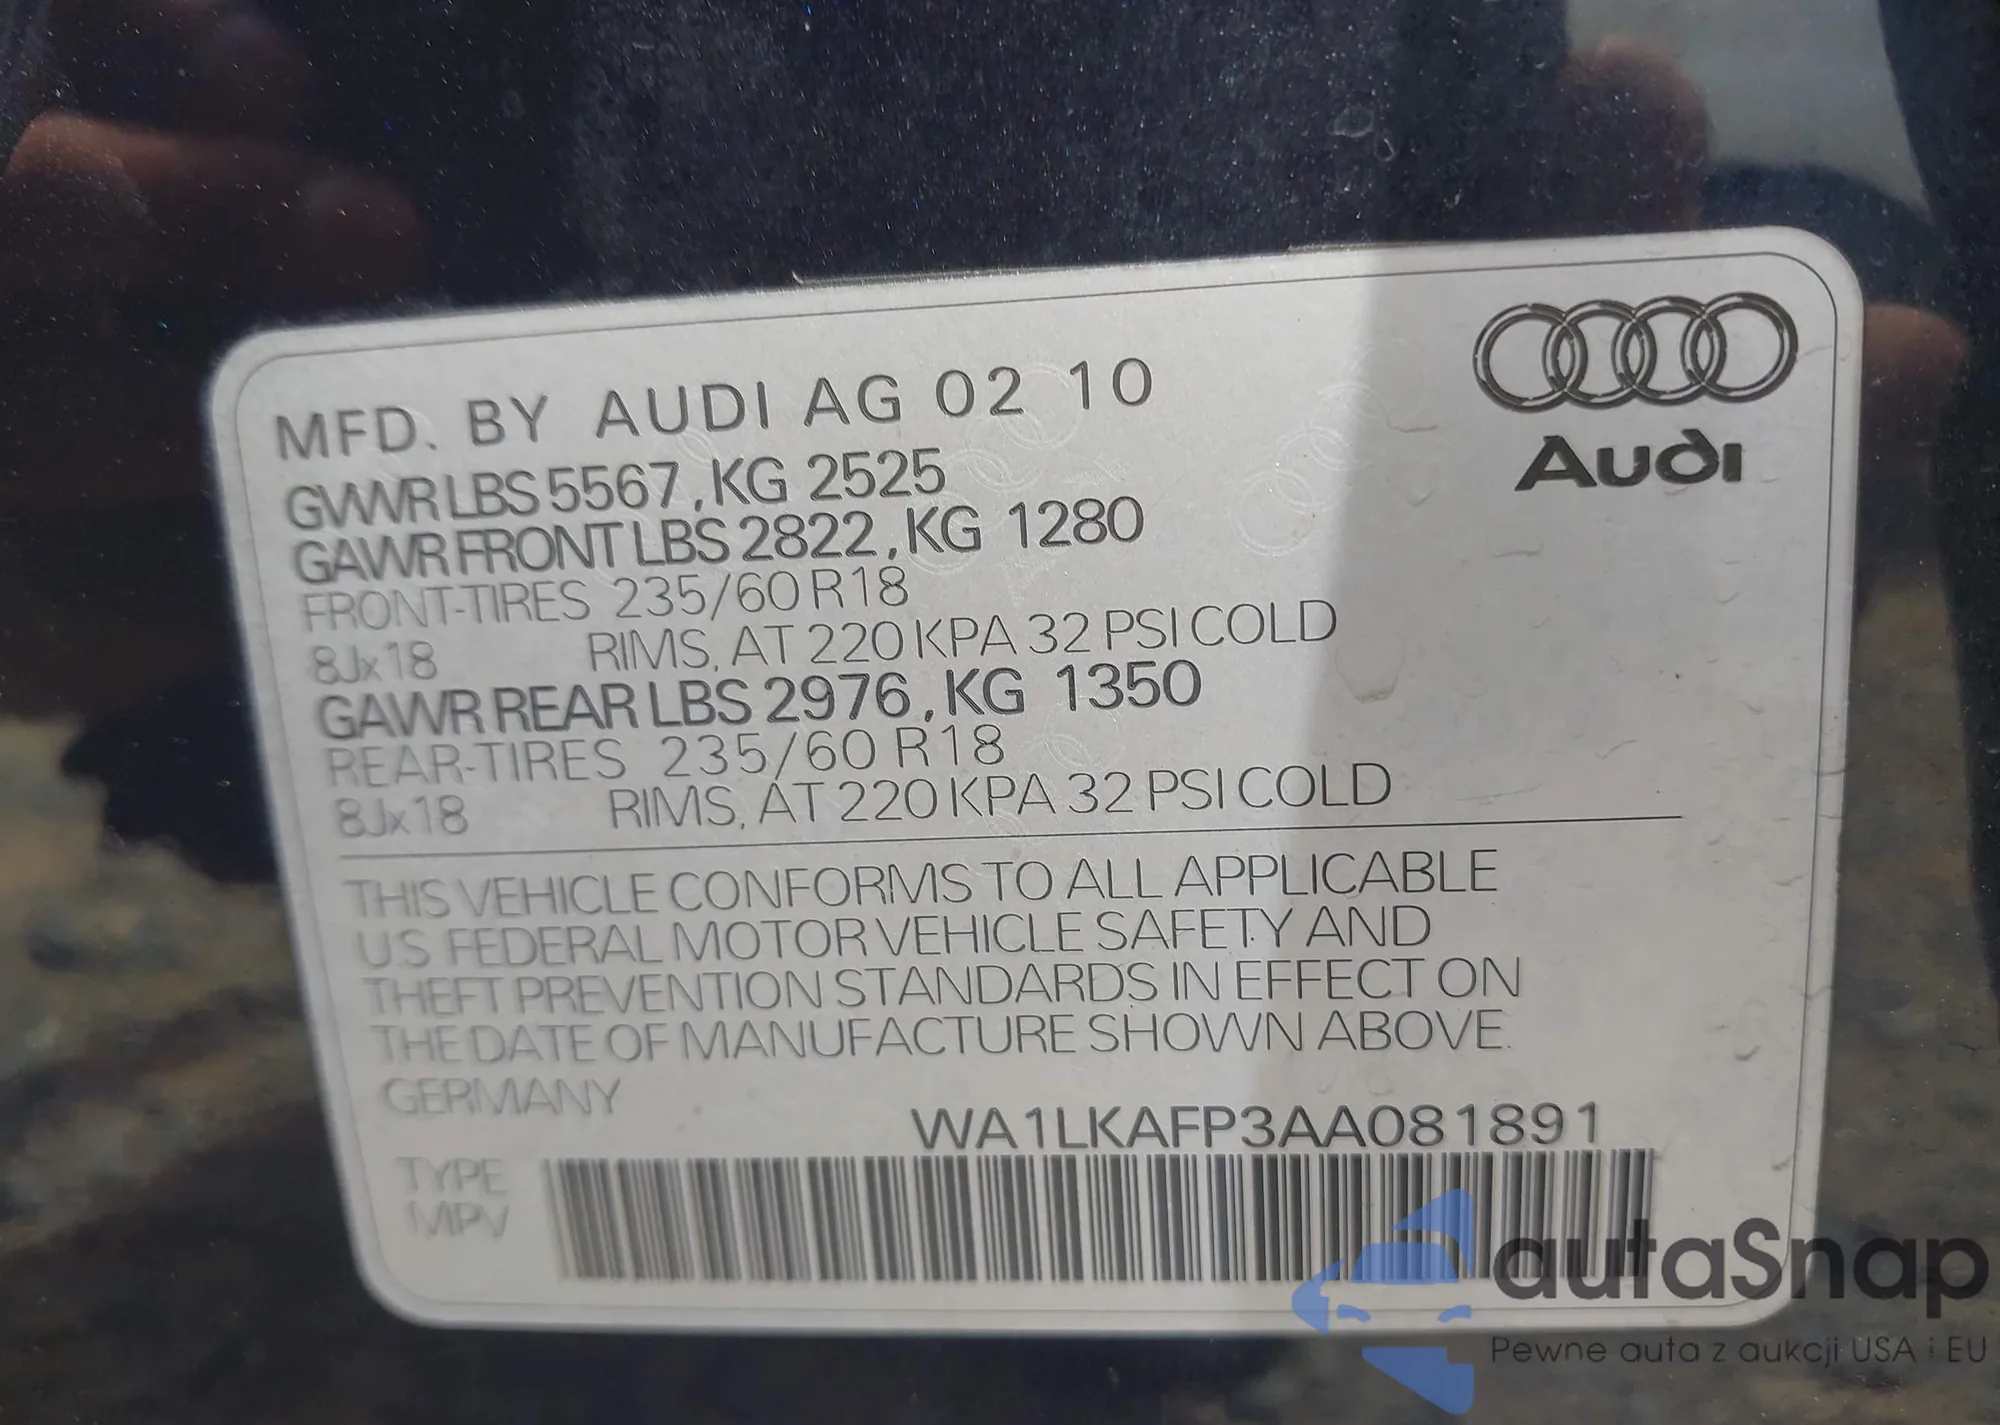 MFD. BY AUDI AG 02 10
Audi
GVWR LBS 5567, KG 2525
GAWR FRONT LBS 2822, KG 1280
FRONT-TIRES 235/60 R18
8Jx18 RIMS, AT 220 KPA 32 PSI COLD
GAWR REAR LBS 2976, KG 1350
REAR-TIRES 235/60 R18
8Jx18 RIMS, AT 220 KPA 32 PSI COLD
THIS VEHICLE CONFORMS TO ALL APPLICABLE
U.S FEDERAL MOTOR VEHICLE SAFETY AND
THEFT PREVENTION STANDARDS IN EFFECT ON
THE DATE OF MANUFACTURE SHOWN ABOVE.
GERMANY
WA1LKAFP3AA081891
TYPE
MPV
autaSnap
Pewne auta z aukcji USA i EU